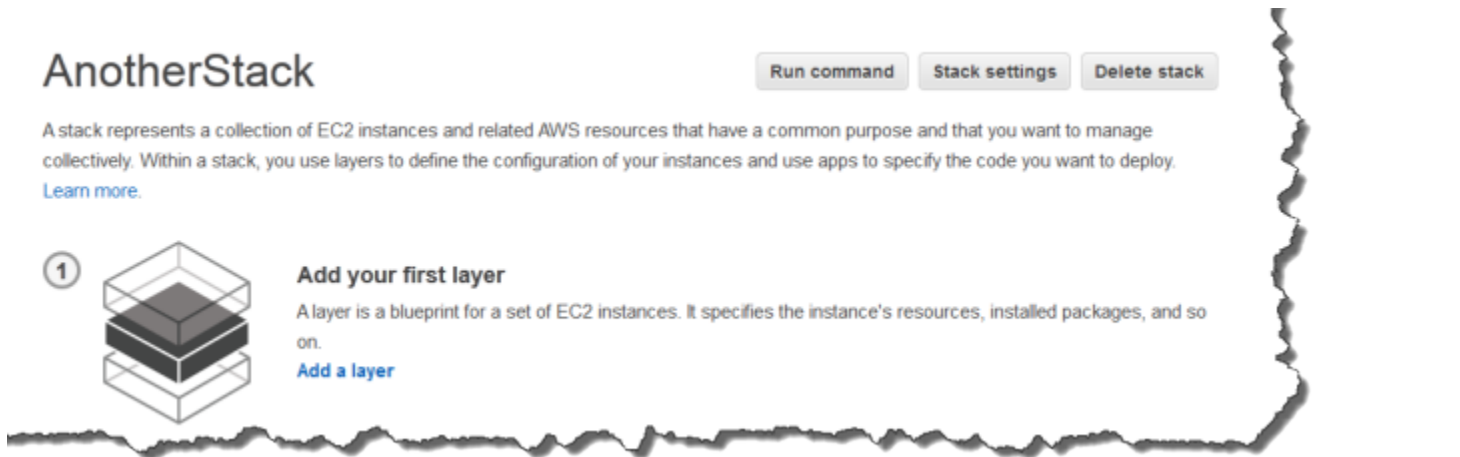 AnotherStack
Run command
Stack settings
Delete stack
A stack represents a collection of EC2 instances and related AWS resources that have a common purpose and that you want to manage
collectively. Within a stack, you use layers to define the configuration of your instances and use apps to specify the code you want to deploy.
Learn more.
1
Add your first layer
A layer is a blueprint for a set of EC2 instances. It specifies the instance's resources, installed packages, and so
on.
Add a layer